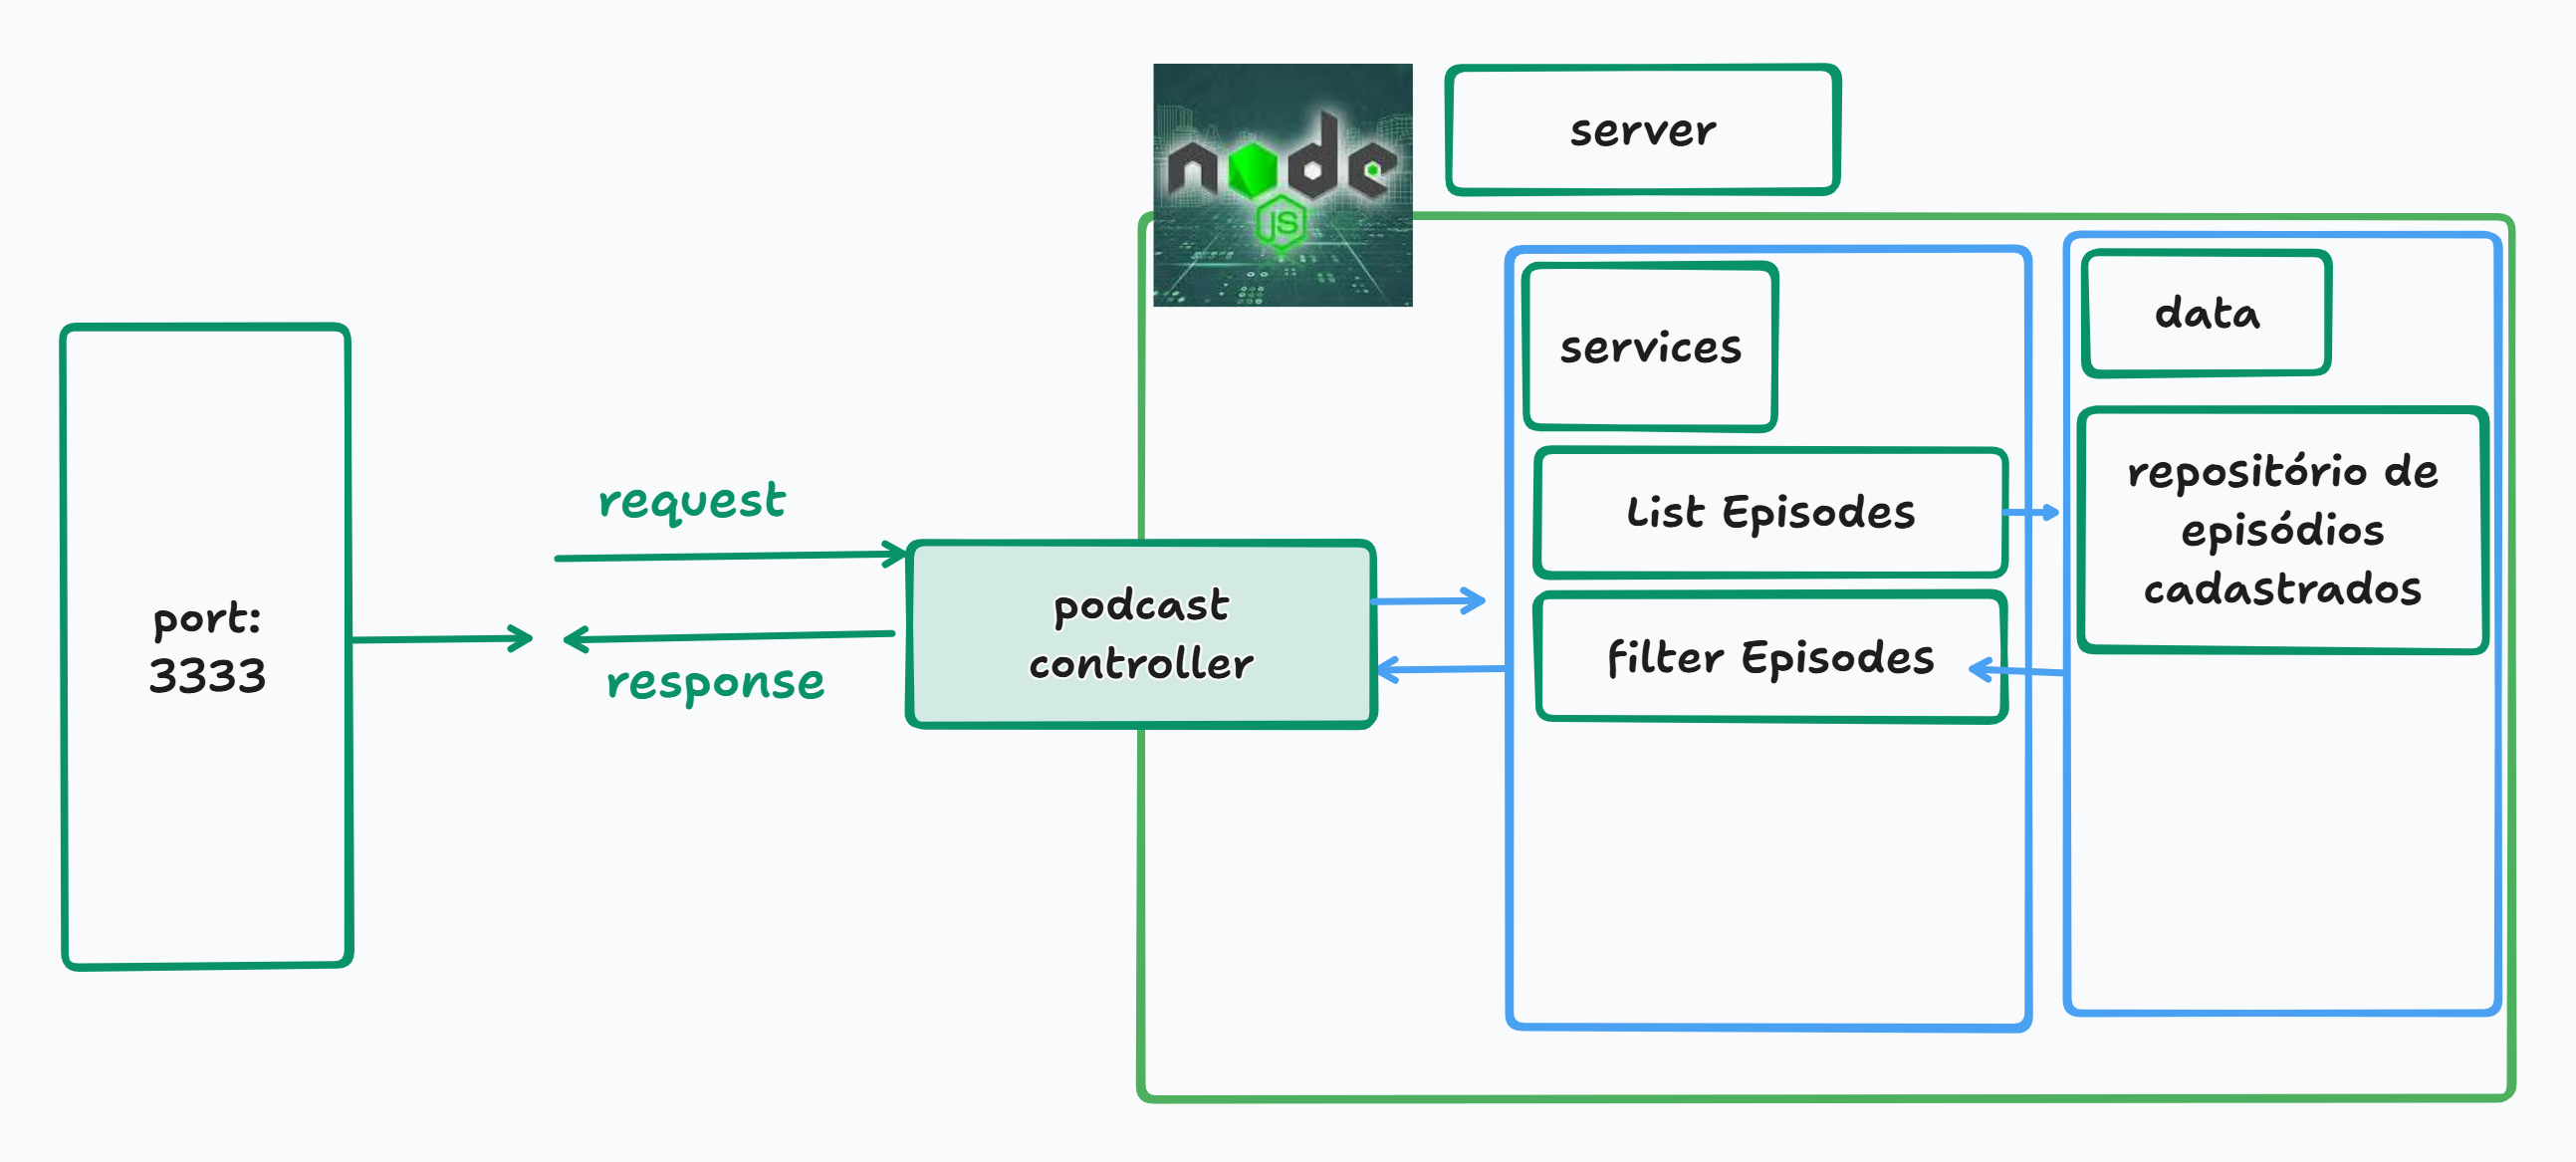 node
JS
server
services
data
List Episodes
repositório de
episódios
cadastrados
filter Episodes
request
response
podcast
controller
port:
3333